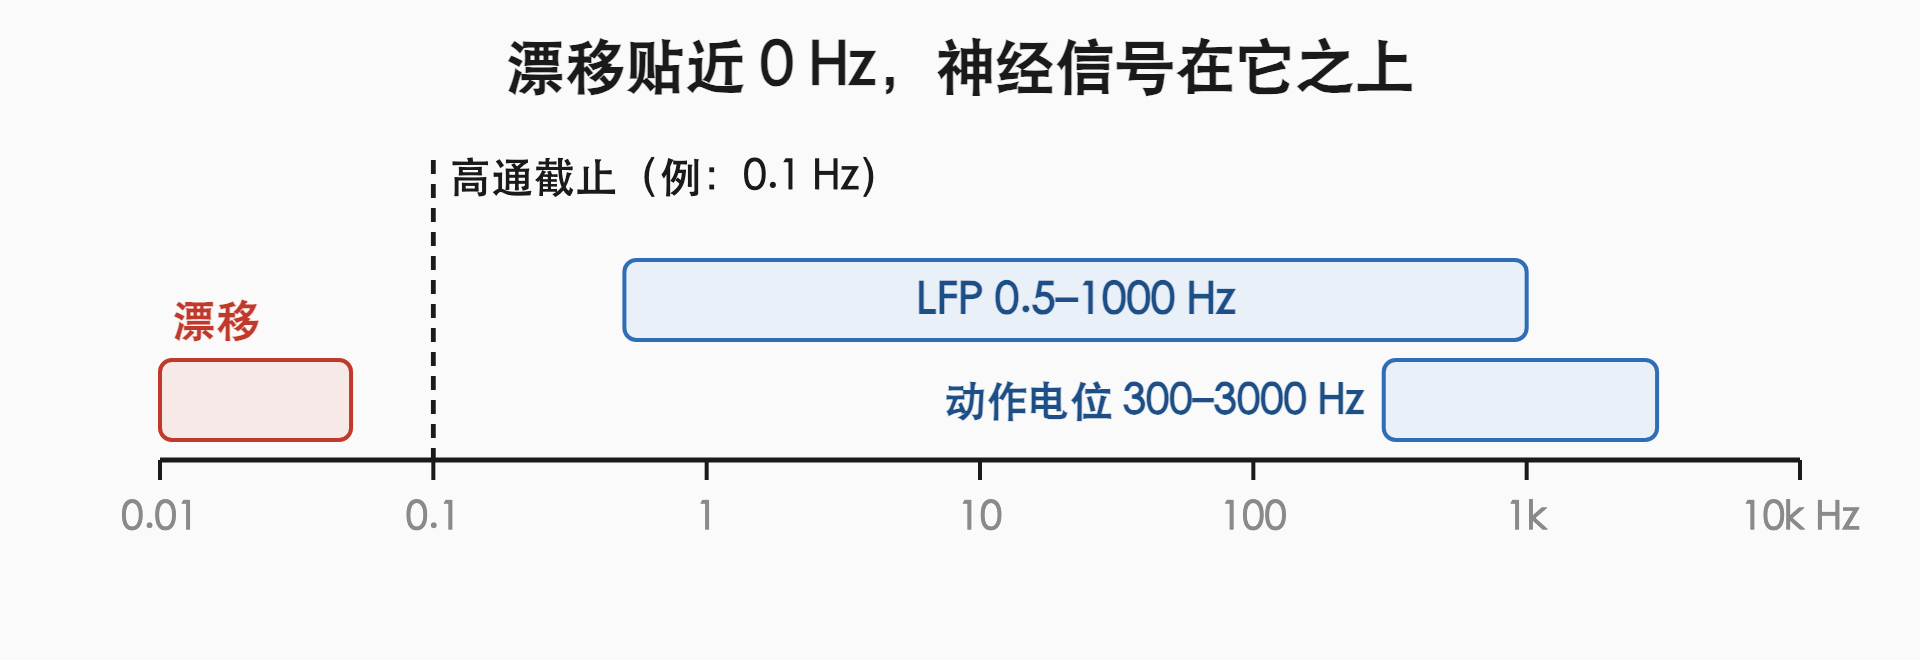 漂移贴近 0 Hz，神经信号在它之上
高通截止（例：0.1 Hz）
LFP 0.5–1000 Hz
漂移
动作电位 300–3000 Hz
0.01 0.1 1 10 100 1k 10k Hz